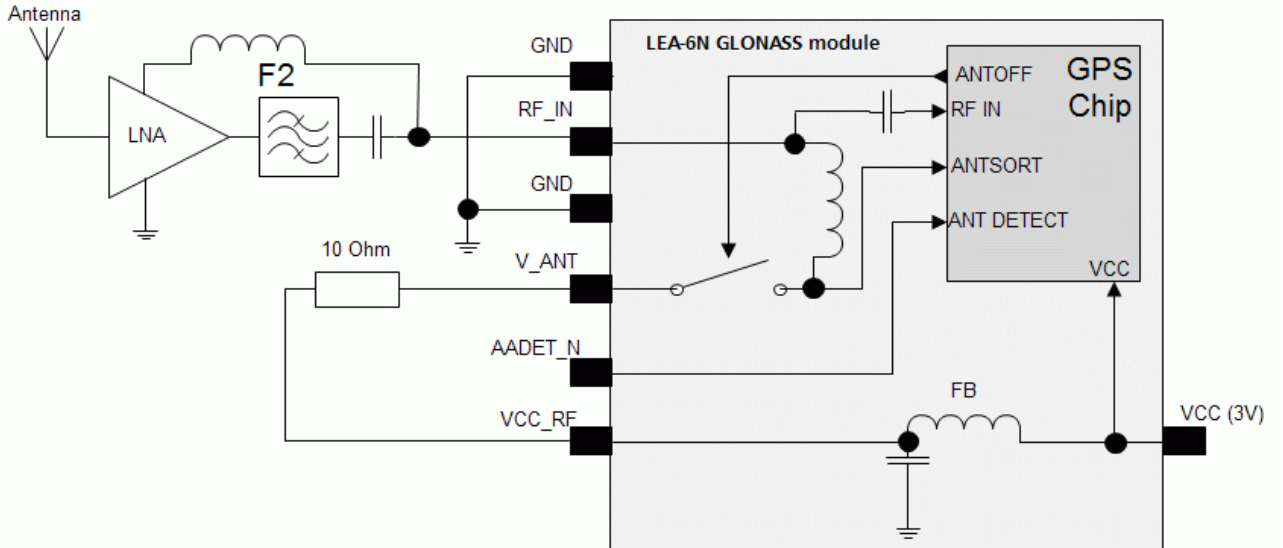 Antenna
GND
LEA-6N GLONASS module
F2
ANTOFF
GPS
Chip
RF_IN
RF IN
LNA
ANTSORT
GND
ANT DETECT
10 Ohm
V_ANT
VCC
AADET_N
FB
VCC_RF
VCC (3V)